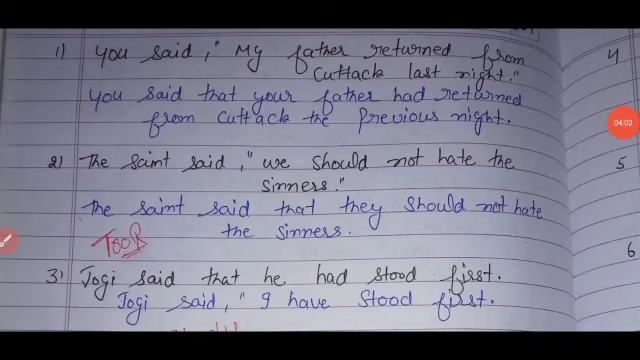 1) You said, "My father returned from
Cuttack last night."
You said that your father had returned
from Cuttack the Previous night.
2) The Saint said, "we should not hate the
sinners."
The saint said that they should not hate
the sinners.
3) Jogi said that he had stood first.
Jogi said, "I have stood first.
4
5
6
04:02